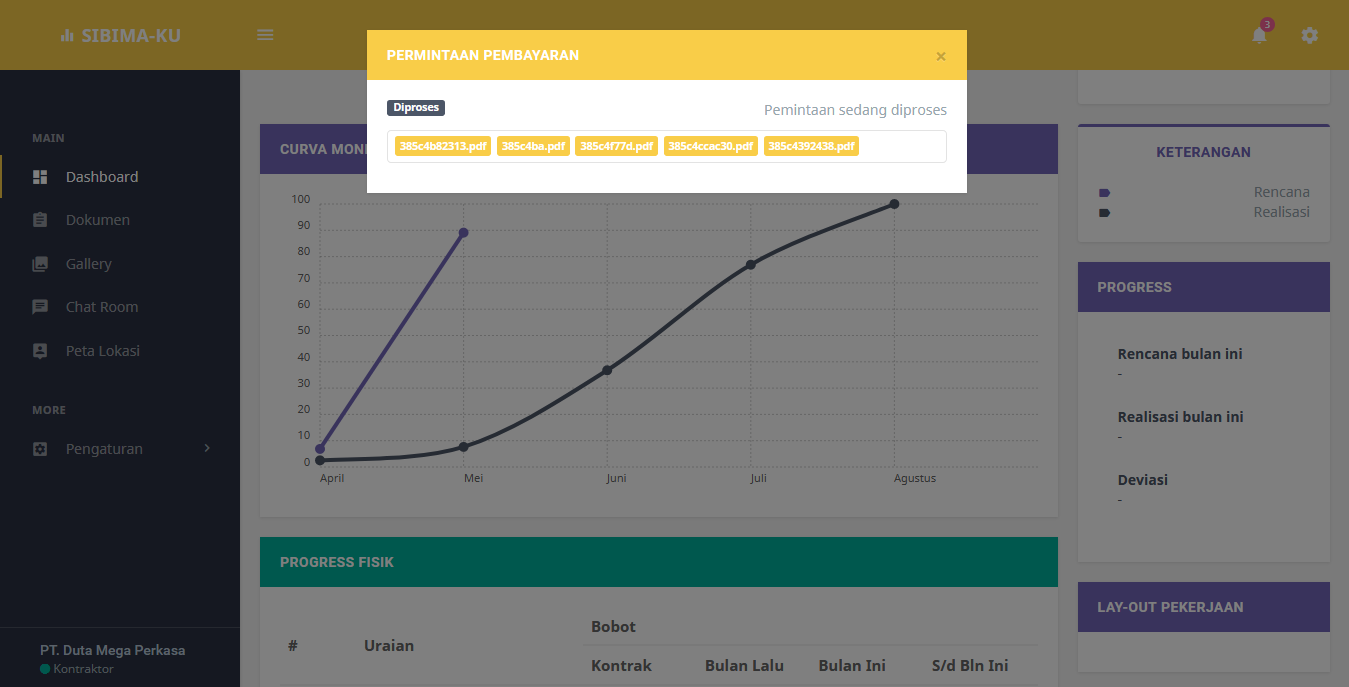 SIBIMA-KU
3
PERMINTAAN PEMBAYARAN
×
Diproses
Pemintaan sedang diproses
385c4b82313.pdf 385c4ba.pdf 385c4f77d.pdf 385c4ccac30.pdf 385c4392438.pdf
MAIN
Dashboard
Dokumen
Gallery
Chat Room
Peta Lokasi
MORE
Pengaturan
PT. Duta Mega Perkasa
Kontraktor
CURVA MONI
100
90
80
70
60
50
40
30
20
10
0
April Mei Juni Juli Agustus
PROGRESS FISIK
# Uraian Bobot
Kontrak Bulan Lalu Bulan Ini S/d Bln Ini
KETERANGAN
Rencana
Realisasi
PROGRESS
Rencana bulan ini
-
Realisasi bulan ini
-
Deviasi
-
LAY-OUT PEKERJAAN